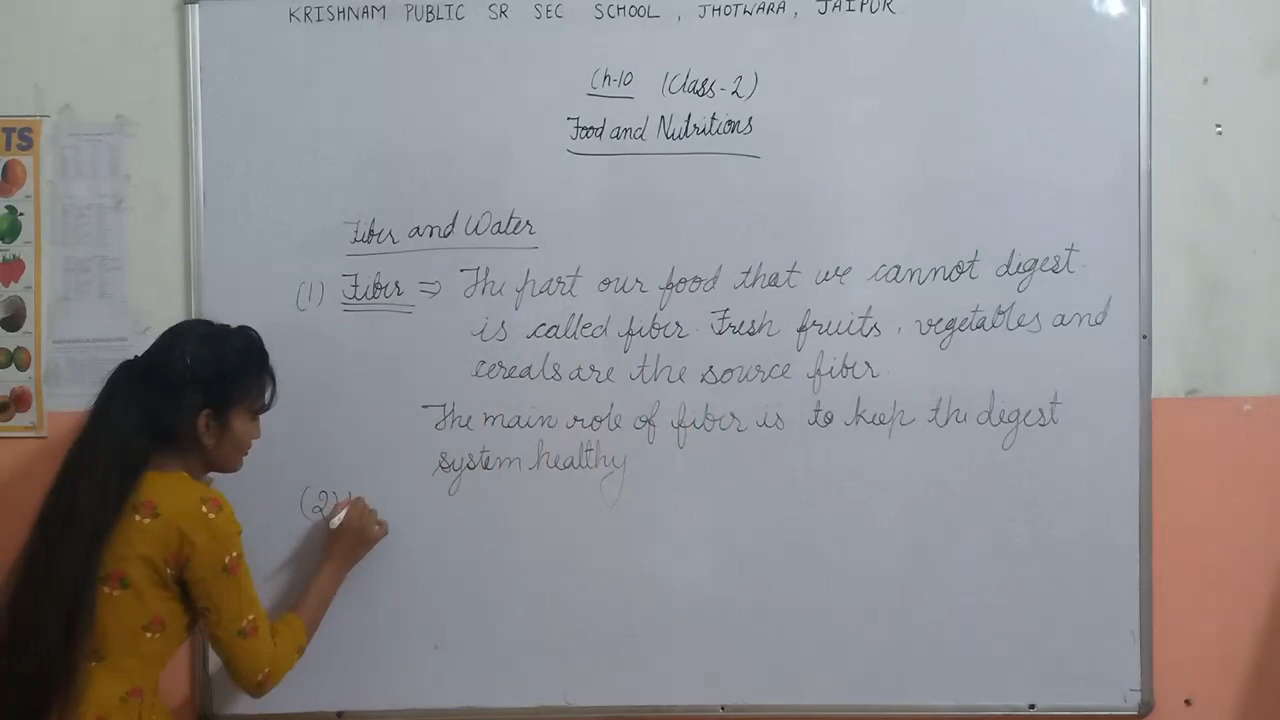 KRISHNAM PUBLIC SR SEC SCHOOL, JHOTWARA, JAIPUR
Ch-10 (Class-2)
Food and Nutritions
Fiber and Water
(1) Fiber ⇒ The part our food that we cannot digest
is called fiber. Fresh fruits, vegetables and
cereals are the source fiber.
The main role of fiber is to keep the digest
system healthy
(2)
TS